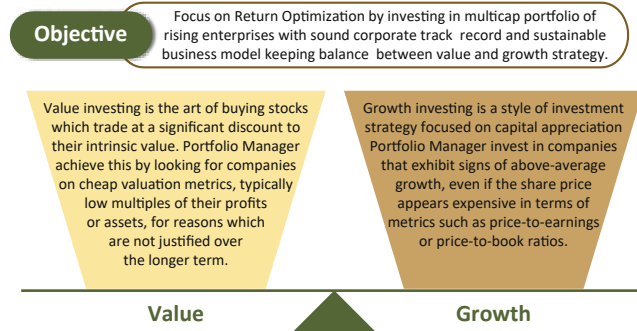 Objective
Focus on Return Optimization by investing in multicap portfolio of
rising enterprises with sound corporate track record and sustainable
business model keeping balance between value and growth strategy.
Value investing is the art of buying stocks
which trade at a significant discount to
their intrinsic value. Portfolio Manager
achieve this by looking for companies
on cheap valuation metrics, typically
low multiples of their profits
or assets, for reasons which
are not justified over
the longer term.
Growth investing is a style of investment
strategy focused on capital appreciation
Portfolio Manager invest in companies
that exhibit signs of above-average
growth, even if the share price
appears expensive in terms of
metrics such as price-to-earnings
or price-to-book ratios.
Value
Growth